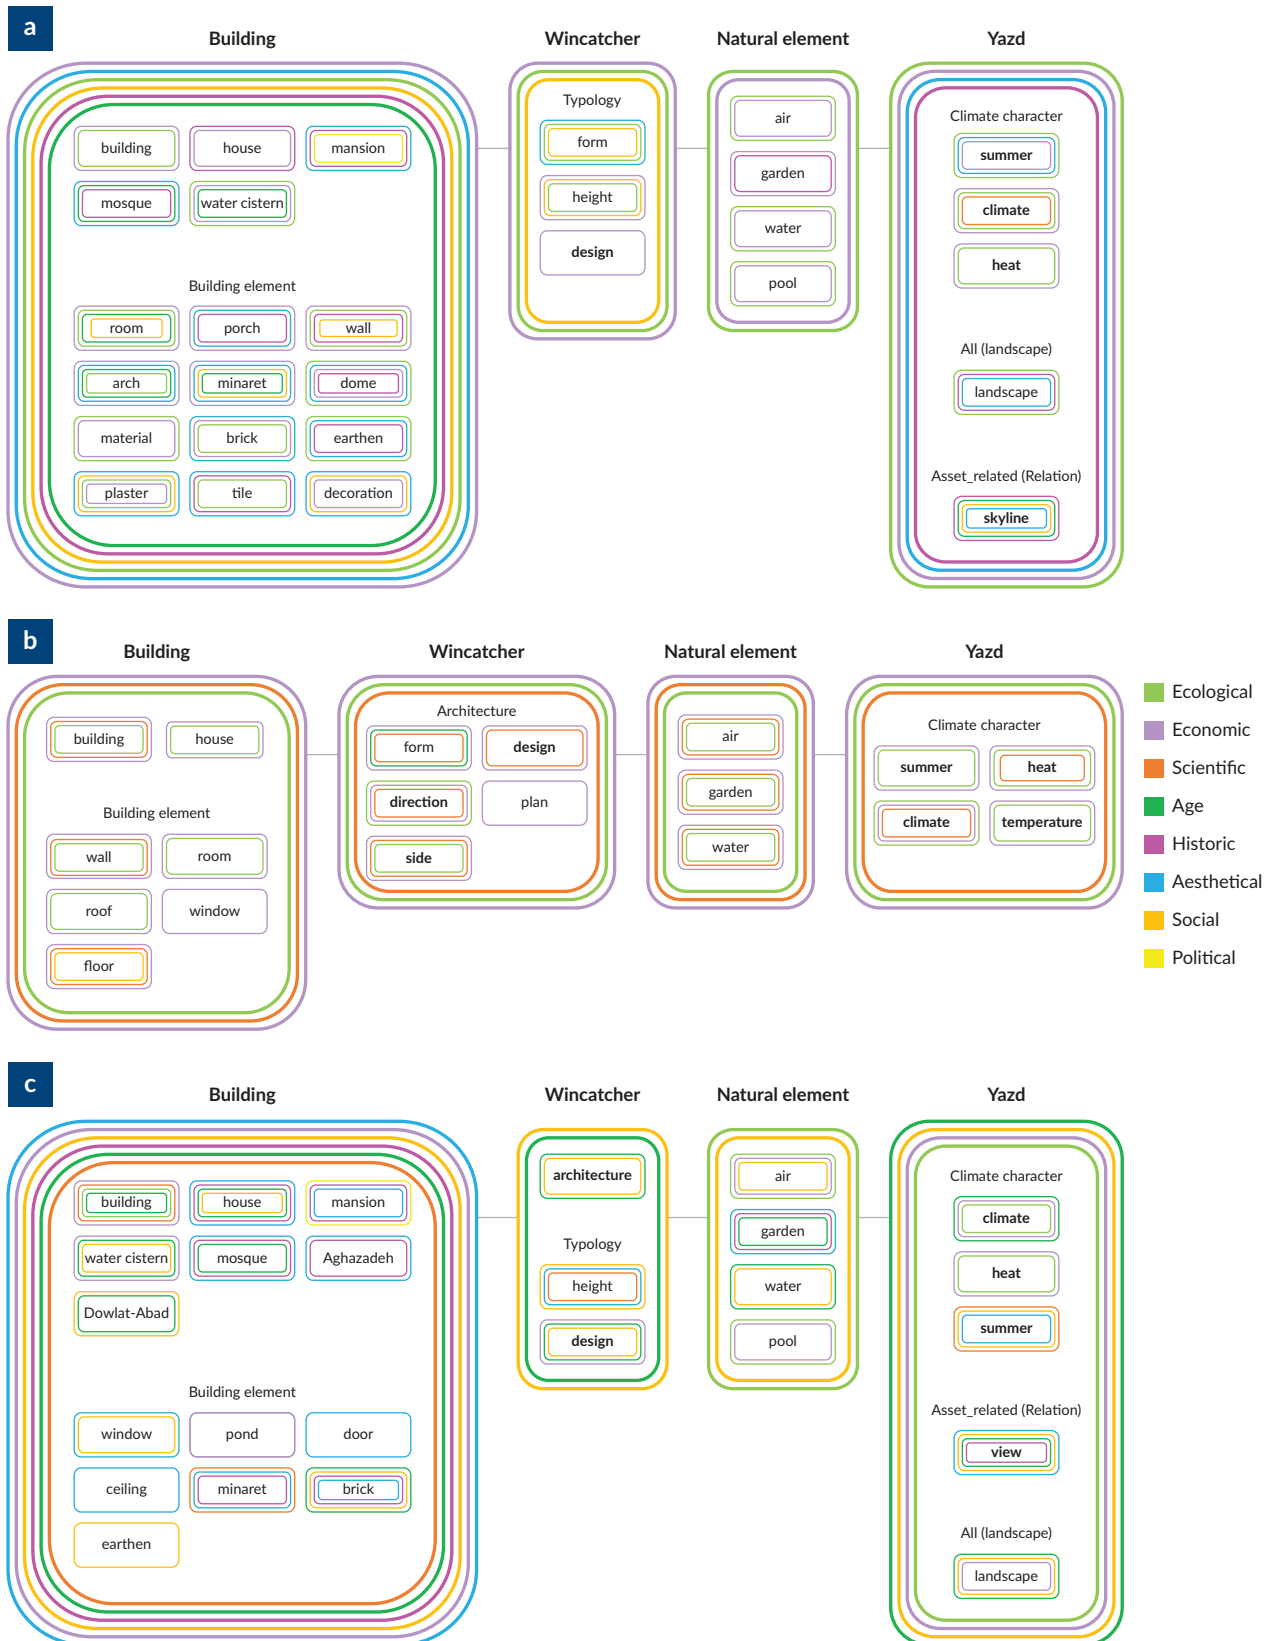 a
Building
Wincatcher
Natural element
Yazd
building
house
mansion
mosque
water cistern
Building element
room
porch
wall
arch
minaret
dome
material
brick
earthen
plaster
tile
decoration
Typology
form
height
design
air
garden
water
pool
Climate character
summer
climate
heat
All (landscape)
landscape
Asset_related (Relation)
skyline
b
Building
Wincatcher
Natural element
Yazd
building
house
Building element
wall
room
roof
window
floor
Architecture
form
design
direction
plan
side
air
garden
water
Climate character
summer
heat
climate
temperature
Ecological
Economic
Scientific
Age
Historic
Aesthetical
Social
Political
c
Building
Wincatcher
Natural element
Yazd
building
house
mansion
water cistern
mosque
Aghazadeh
Dowlat-Abad
Building element
window
pond
door
ceiling
minaret
brick
earthen
architecture
Typology
height
design
air
garden
water
pool
Climate character
climate
heat
summer
Asset_related (Relation)
view
All (landscape)
landscape